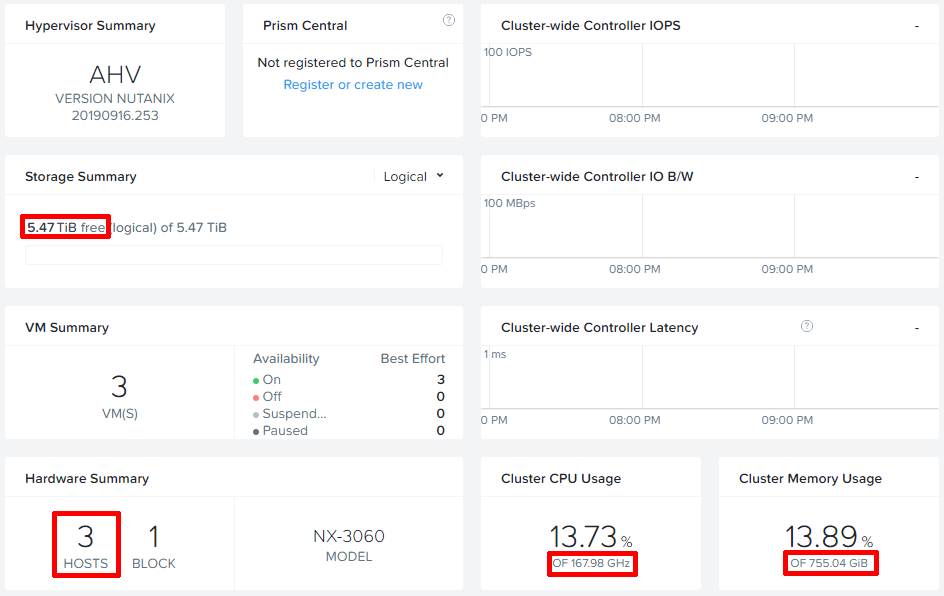 Hypervisor Summary
AHV
VERSION NUTANIX
20190916.253
Prism Central
?
Not registered to Prism Central
Register or create new
Cluster-wide Controller IOPS
-
100 IOPS
0 PM 08:00 PM 09:00 PM
Storage Summary
Logical
5.47 TiB free (logical) of 5.47 TiB
Cluster-wide Controller IO B/W
-
100 MBps
0 PM 08:00 PM 09:00 PM
VM Summary
3
VM(S)
Availability Best Effort
On 3
Off 0
Suspend... 0
Paused 0
Cluster-wide Controller Latency
?
-
1 ms
0 PM 08:00 PM 09:00 PM
Hardware Summary
3
HOSTS
1
BLOCK
NX-3060
MODEL
Cluster CPU Usage
13.73 %
OF 167.98 GHz
Cluster Memory Usage
13.89 %
OF 755.04 GiB